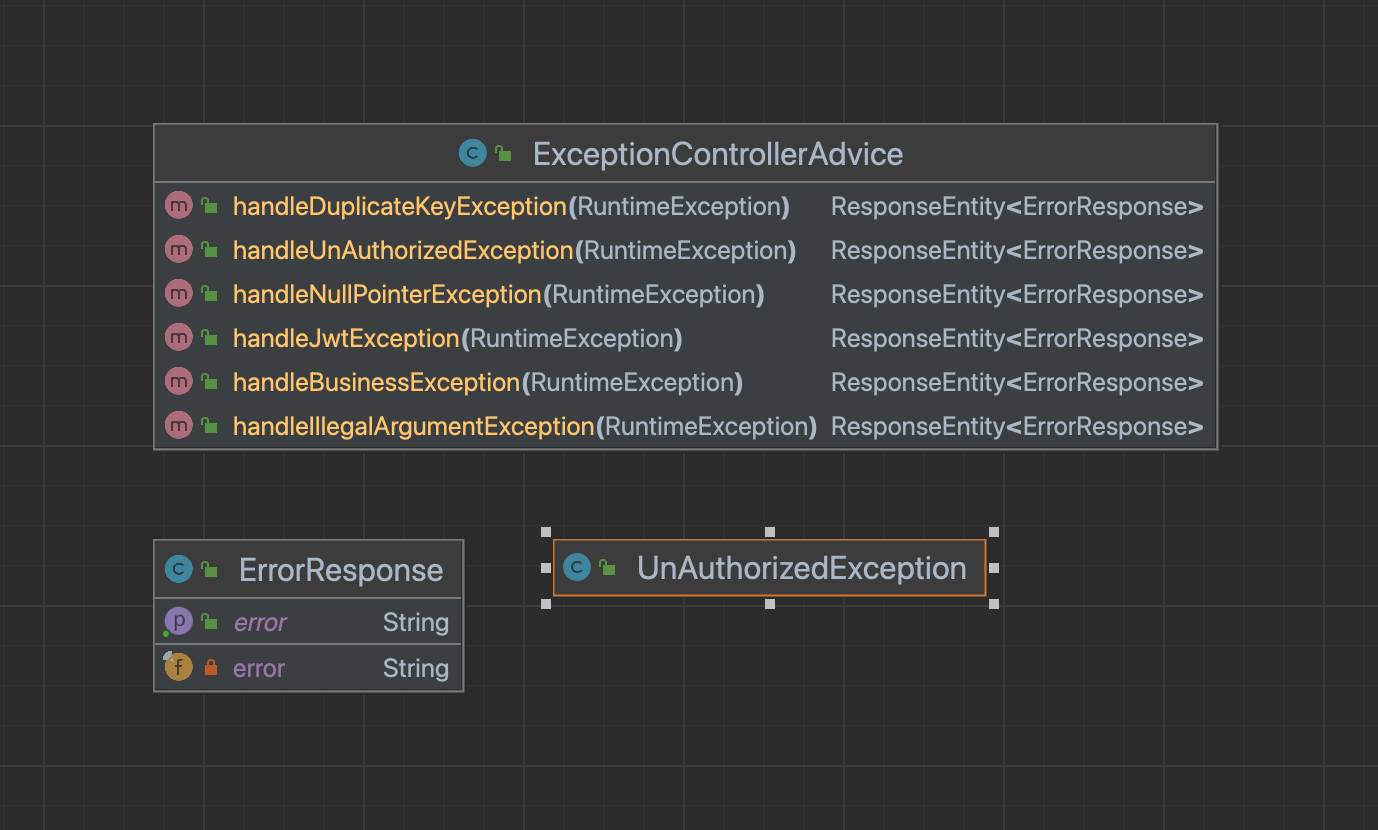 C ExceptionControllerAdvice
m handleDuplicateKeyException(RuntimeException) ResponseEntity<ErrorResponse>
m handleUnAuthorizedException(RuntimeException) ResponseEntity<ErrorResponse>
m handleNullPointerException(RuntimeException) ResponseEntity<ErrorResponse>
m handleJwtException(RuntimeException) ResponseEntity<ErrorResponse>
m handleBusinessException(RuntimeException) ResponseEntity<ErrorResponse>
m handleIllegalArgumentException(RuntimeException) ResponseEntity<ErrorResponse>
C ErrorResponse
p error String
f error String
C UnAuthorizedException